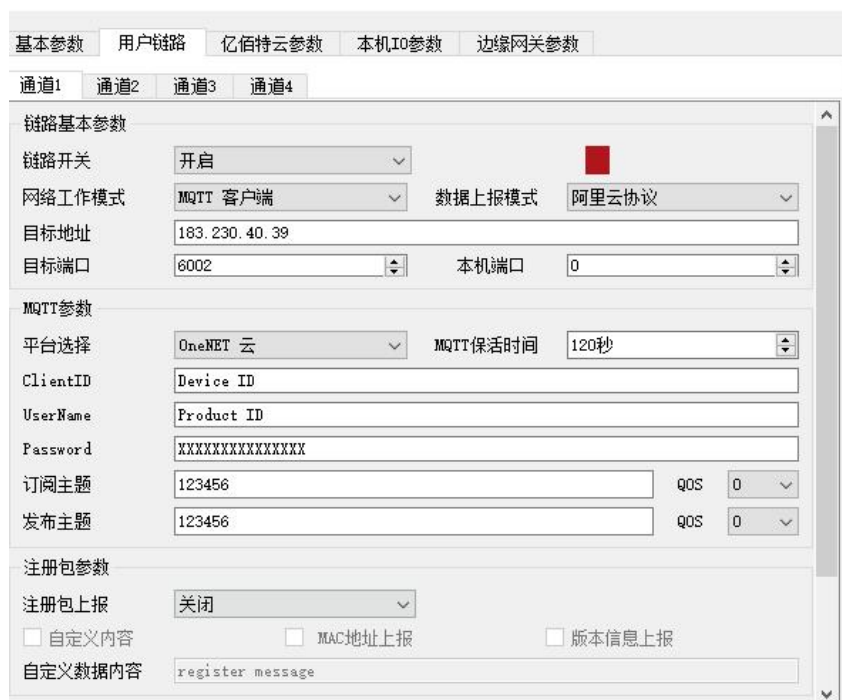 基本参数 用户链路 亿佰特云参数 本机IO参数 边缘网关参数
通道1 通道2 通道3 通道4
链路基本参数
链路开关 开启
网络工作模式 MQTT 客户端 数据上报模式 阿里云协议
目标地址 183.230.40.39
目标端口 6002 本机端口 0
MQTT参数
平台选择 OneNET 云 MQTT保活时间 120秒
ClientID Device ID
UserName Product ID
Password XXXXXXXXXXXXXXX
订阅主题 123456 QOS 0
发布主题 123456 QOS 0
注册包参数
注册包上报 关闭
自定义内容 MAC地址上报 版本信息上报
自定义数据内容 register message